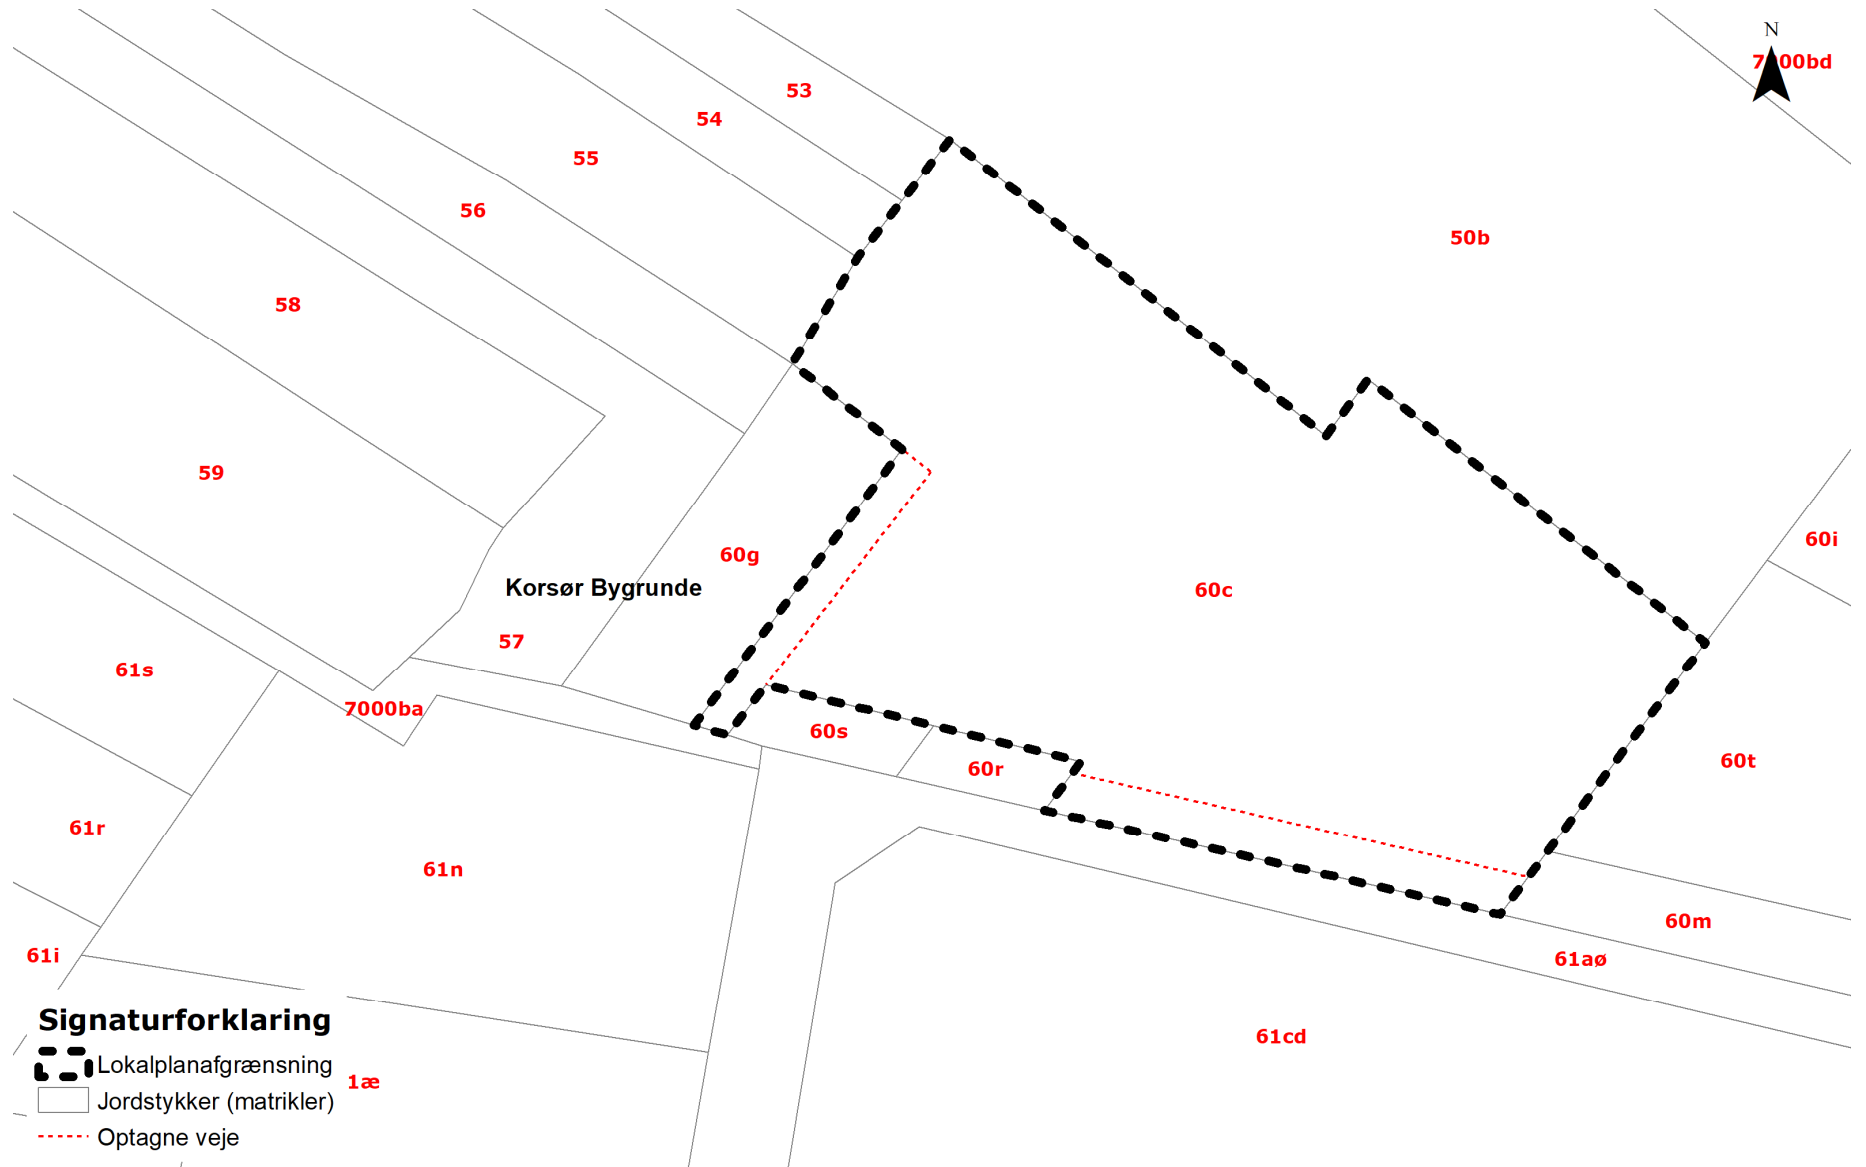 N
7000bd
53
54
55
56
50b
58
59
60i
60g
Korsør Bygrunde
60c
57
61s
7000ba
60s
60r
60t
61r
61n
60m
61i
61aø
Signaturforklaring
61cd
Lokalplanafgrænsning
1æ
Jordstykker (matrikler)
Optagne veje